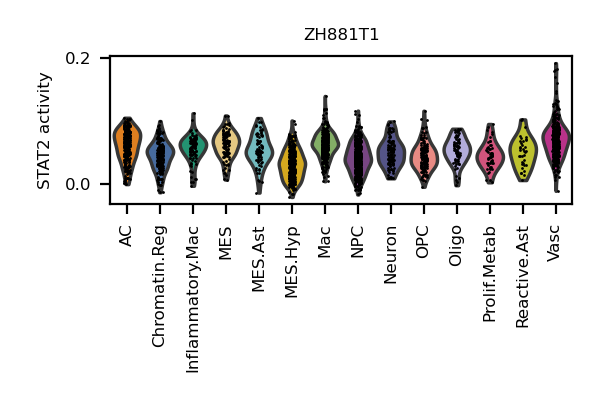 ZH881T1
STAT2 activity
0.2
0.0
AC
Chromatin.Reg
Inflammatory.Mac
MES
MES.Ast
MES.Hyp
Mac
NPC
Neuron
OPC
Oligo
Prolif.Metab
Reactive.Ast
Vasc